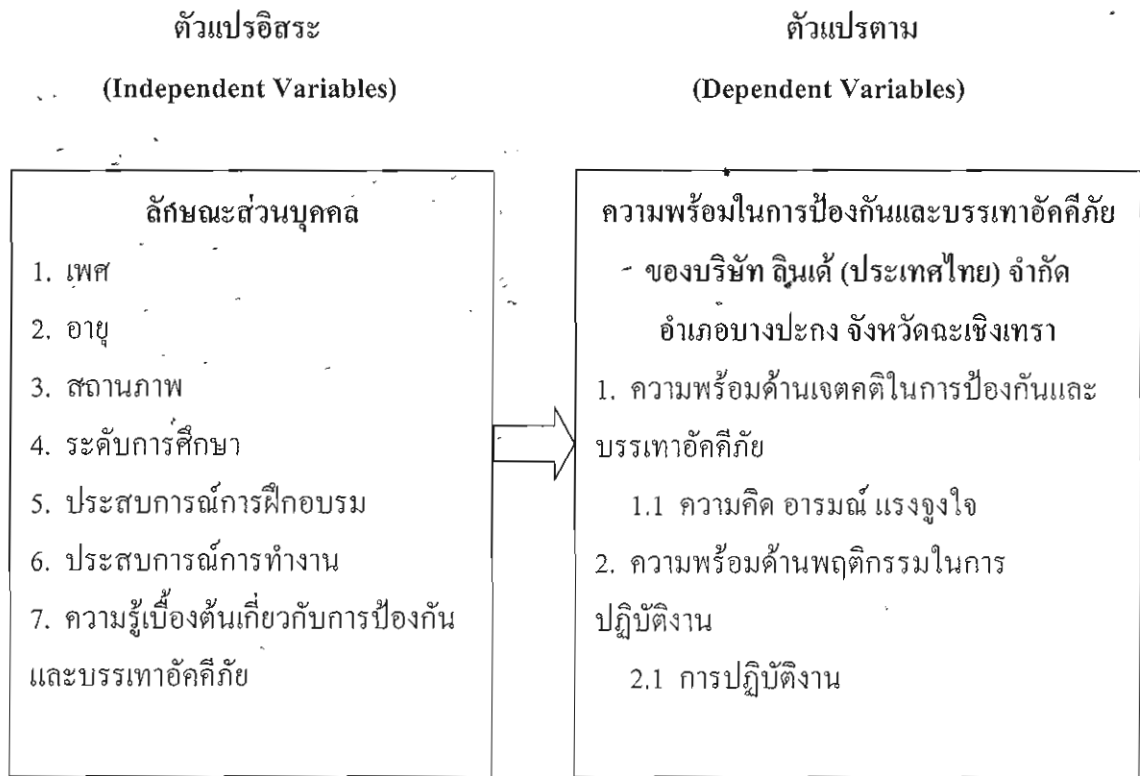 ตัวแปรอิสระ
(Independent Variables)
ลักษณะส่วนบุคคล
1. เพศ
2. อายุ
3. สถานภาพ
4. ระดับการศึกษา
5. ประสบการณ์การฝึกอบรม
6. ประสบการณ์การทำงาน
7. ความรู้เบื้องต้นเกี่ยวกับการป้องกัน
และบรรเทาอัคคีภัย
ตัวแปรตาม
(Dependent Variables)
ความพร้อมในการป้องกันและบรรเทาอัคคีภัย
ของบริษัท ลินเด้ (ประเทศไทย) จำกัด
อำเภอบางปะกง จังหวัดฉะเชิงเทรา
1. ความพร้อมด้านเจตคติในการป้องกันและ
บรรเทาอัคคีภัย
1.1 ความคิด อารมณ์ แรงจูงใจ
2. ความพร้อมด้านพฤติกรรมในการ
ปฏิบัติงาน
2.1 การปฏิบัติงาน